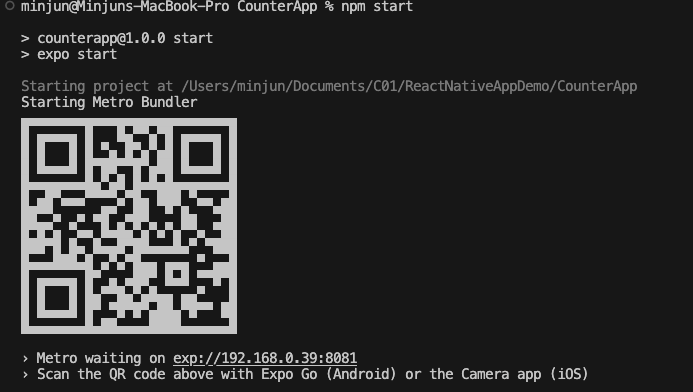 minjun@Minjuns-MacBook-Pro CounterApp % npm start
> counterapp@1.0.0 start
> expo start
Starting project at /Users/minjun/Documents/C01/ReactNativeAppDemo/CounterApp
Starting Metro Bundler
› Metro waiting on exp://192.168.0.39:8081
› Scan the QR code above with Expo Go (Android) or the Camera app (iOS)